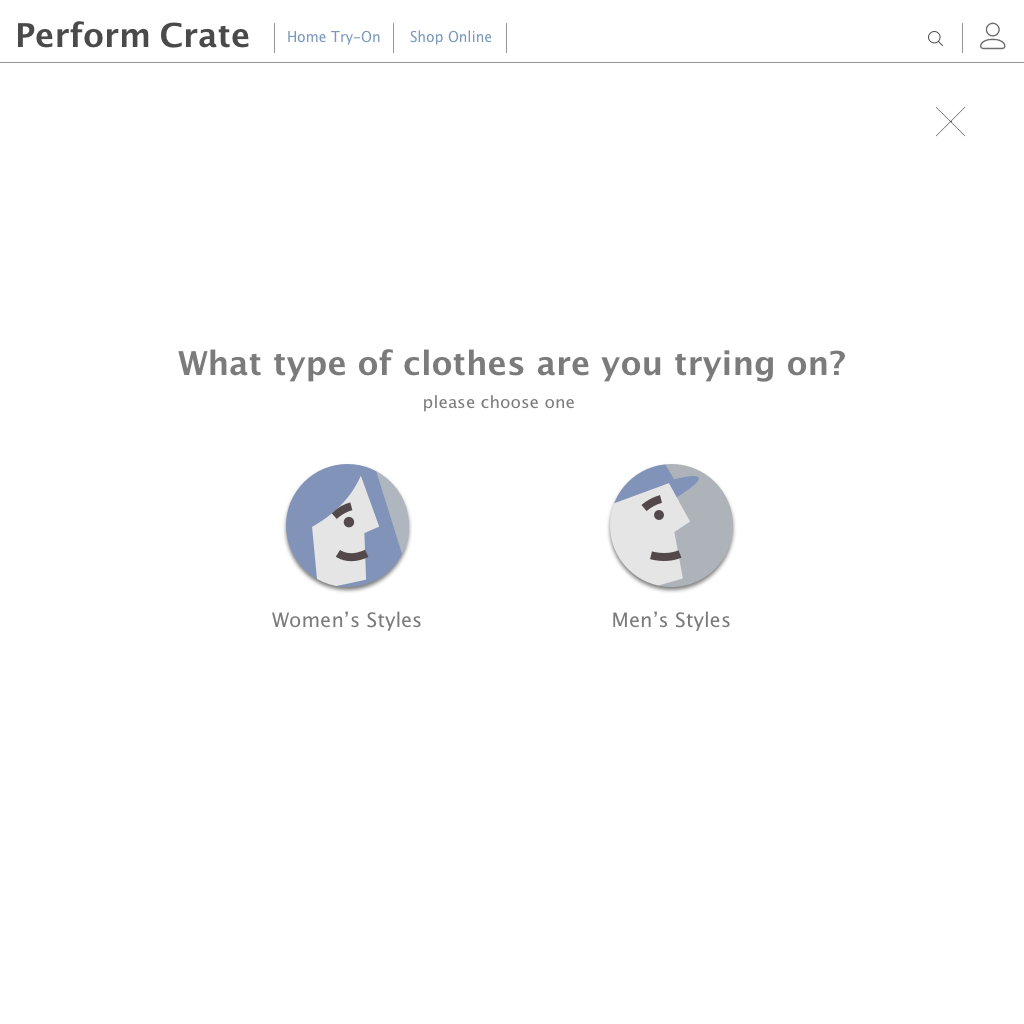 Perform Crate
Home Try-On
Shop Online
What type of clothes are you trying on?
please choose one
Women’s Styles
Men’s Styles